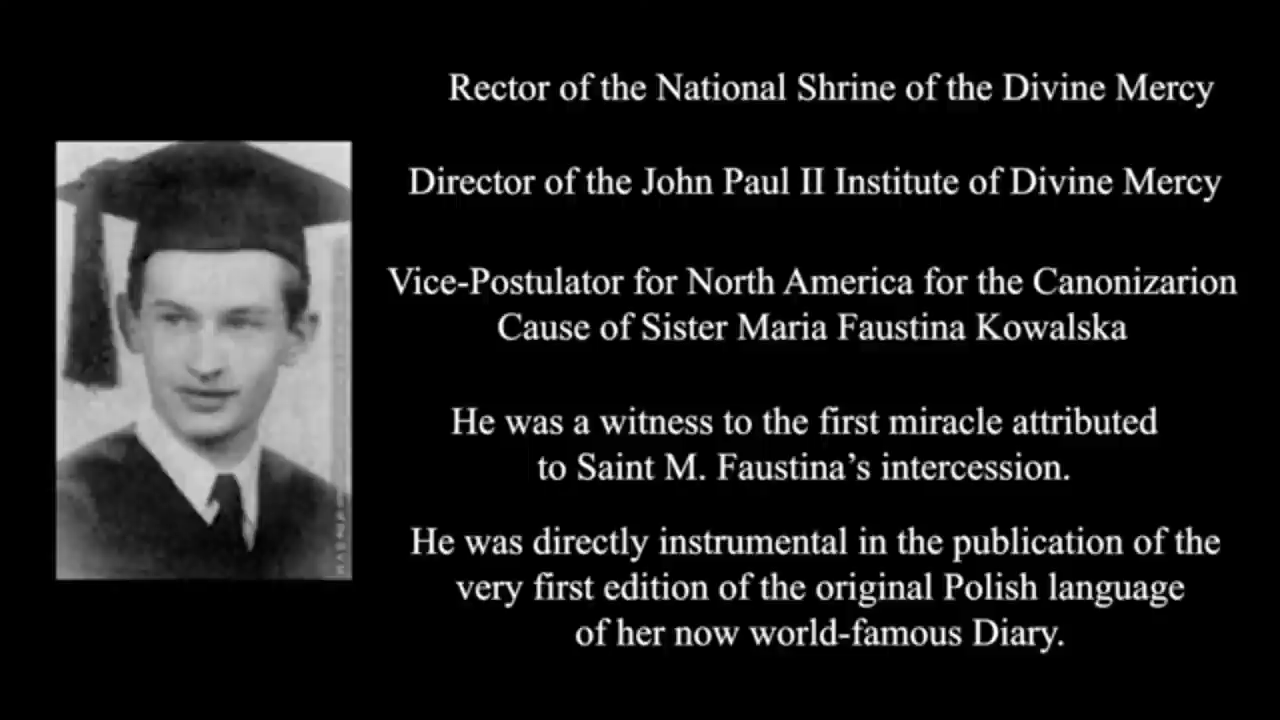 Rector of the National Shrine of the Divine Mercy
Director of the John Paul II Institute of Divine Mercy
Vice-Postulator for North America for the Canonizarion
Cause of Sister Maria Faustina Kowalska
He was a witness to the first miracle attributed
to Saint M. Faustina’s intercession.
He was directly instrumental in the publication of the
very first edition of the original Polish language
of her now world-famous Diary.